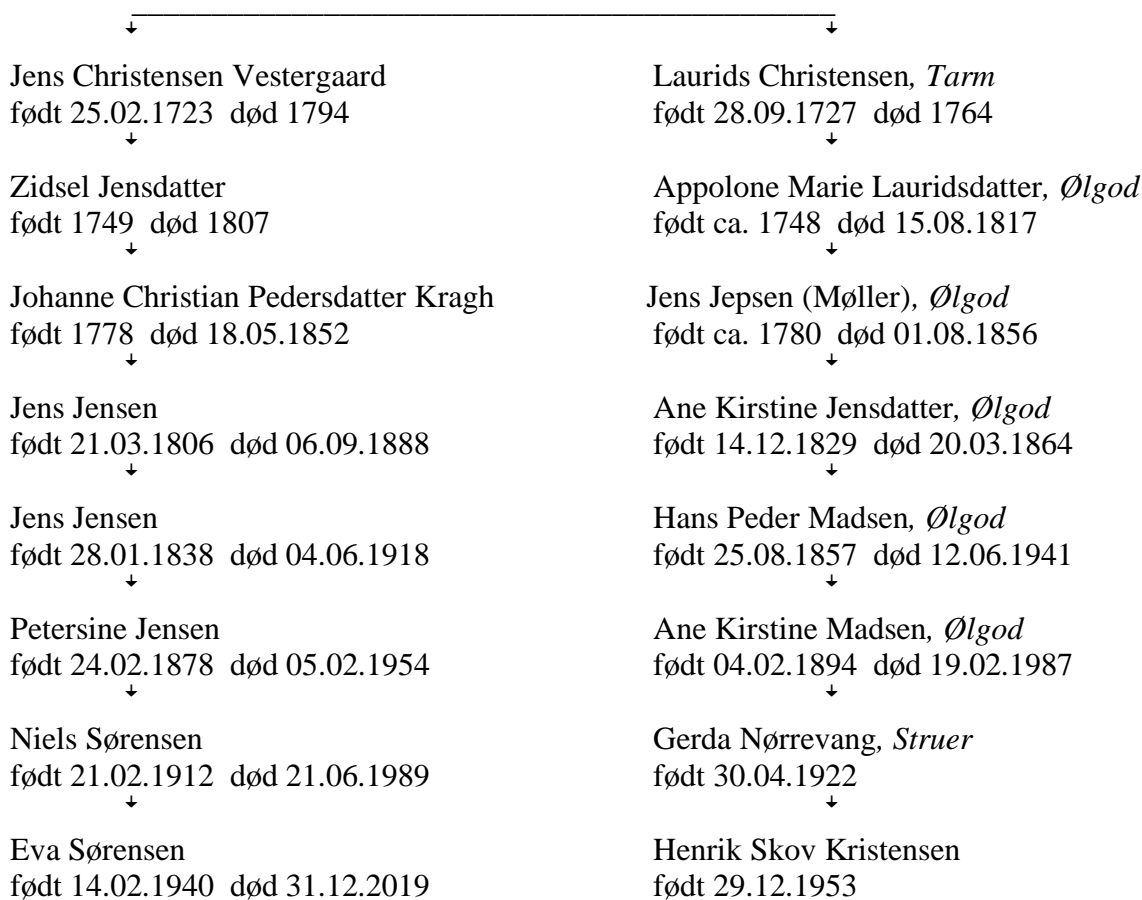 Jens Christensen Vestergaard
født 25.02.1723 død 1794
Zidsel Jensdatter
født 1749 død 1807
Johanne Christian Pedersdatter Kragh
født 1778 død 18.05.1852
Jens Jensen
født 21.03.1806 død 06.09.1888
Jens Jensen
født 28.01.1838 død 04.06.1918
Petersine Jensen
født 24.02.1878 død 05.02.1954
Niels Sørensen
født 21.02.1912 død 21.06.1989
Eva Sørensen
født 14.02.1940 død 31.12.2019
Laurids Christensen, Tarm
født 28.09.1727 død 1764
Appolone Marie Lauridsdatter, Ølgod
født ca. 1748 død 15.08.1817
Jens Jepsen (Møller), Ølgod
født ca. 1780 død 01.08.1856
Ane Kirstine Jensdatter, Ølgod
født 14.12.1829 død 20.03.1864
Hans Peder Madsen, Ølgod
født 25.08.1857 død 12.06.1941
Ane Kirstine Madsen, Ølgod
født 04.02.1894 død 19.02.1987
Gerda Nørrevang, Struer
født 30.04.1922
Henrik Skov Kristensen
født 29.12.1953